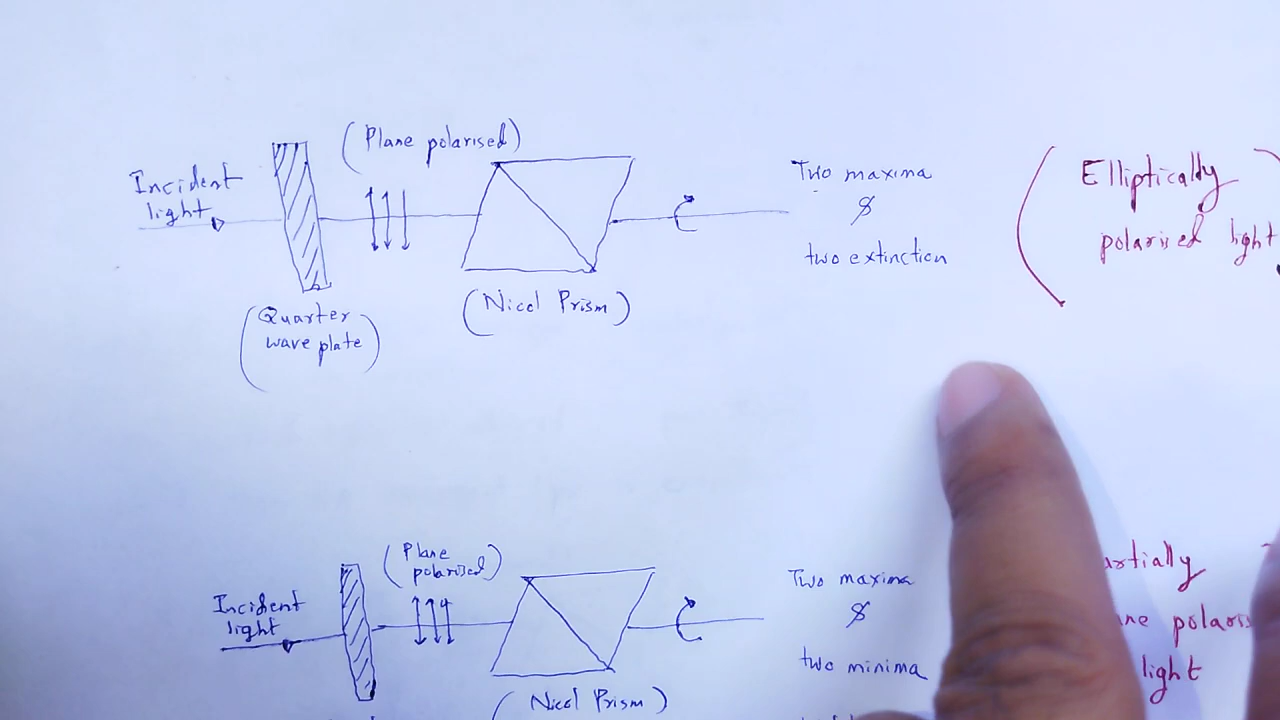 (Plane polarised)
Incident
light
Two maxima
&
two extinction
(Elliptically
polarised light
(Nicol Prism)
(Quarter
wave plate)
(Plane
polarised)
Incident
light
Two maxima
&
two minima
light
(Nicol Prism)